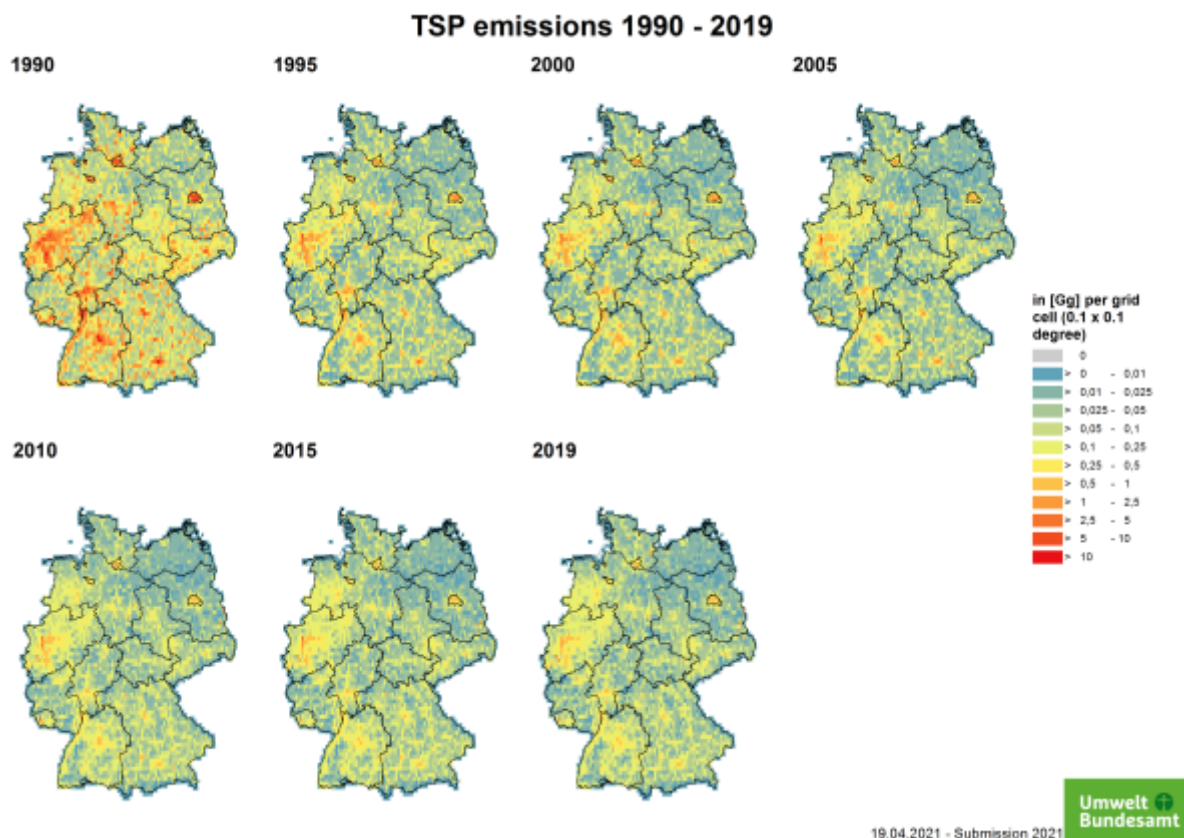 TSP emissions 1990 - 2019
1990
1995
2000
2005
in [Gg] per grid
cell (0.1 x 0.1
degree)
0
> 0 - 0,01
> 0,01 - 0,025
> 0,025 - 0,05
> 0,05 - 0,1
> 0,1 - 0,25
> 0,25 - 0,5
> 0,5 - 1
> 1 - 2,5
> 2,5 - 5
> 5 - 10
> 10
2010
2015
2019
Umwelt
Bundesamt
19.04.2021 - Submission 2021